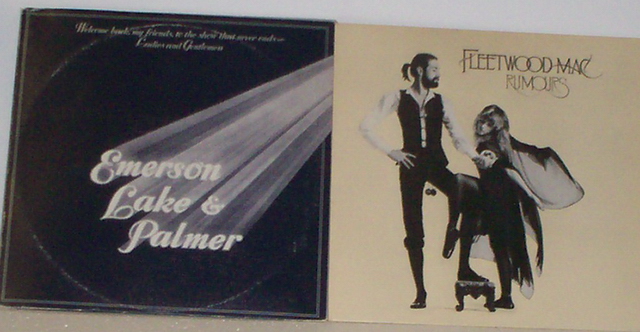 Welcome back, my friends, to the show that never ends~
Ladies and Gentlemen
Emerson
Lake &
Palmer
FLEETWOOD MAC
RUMOURS